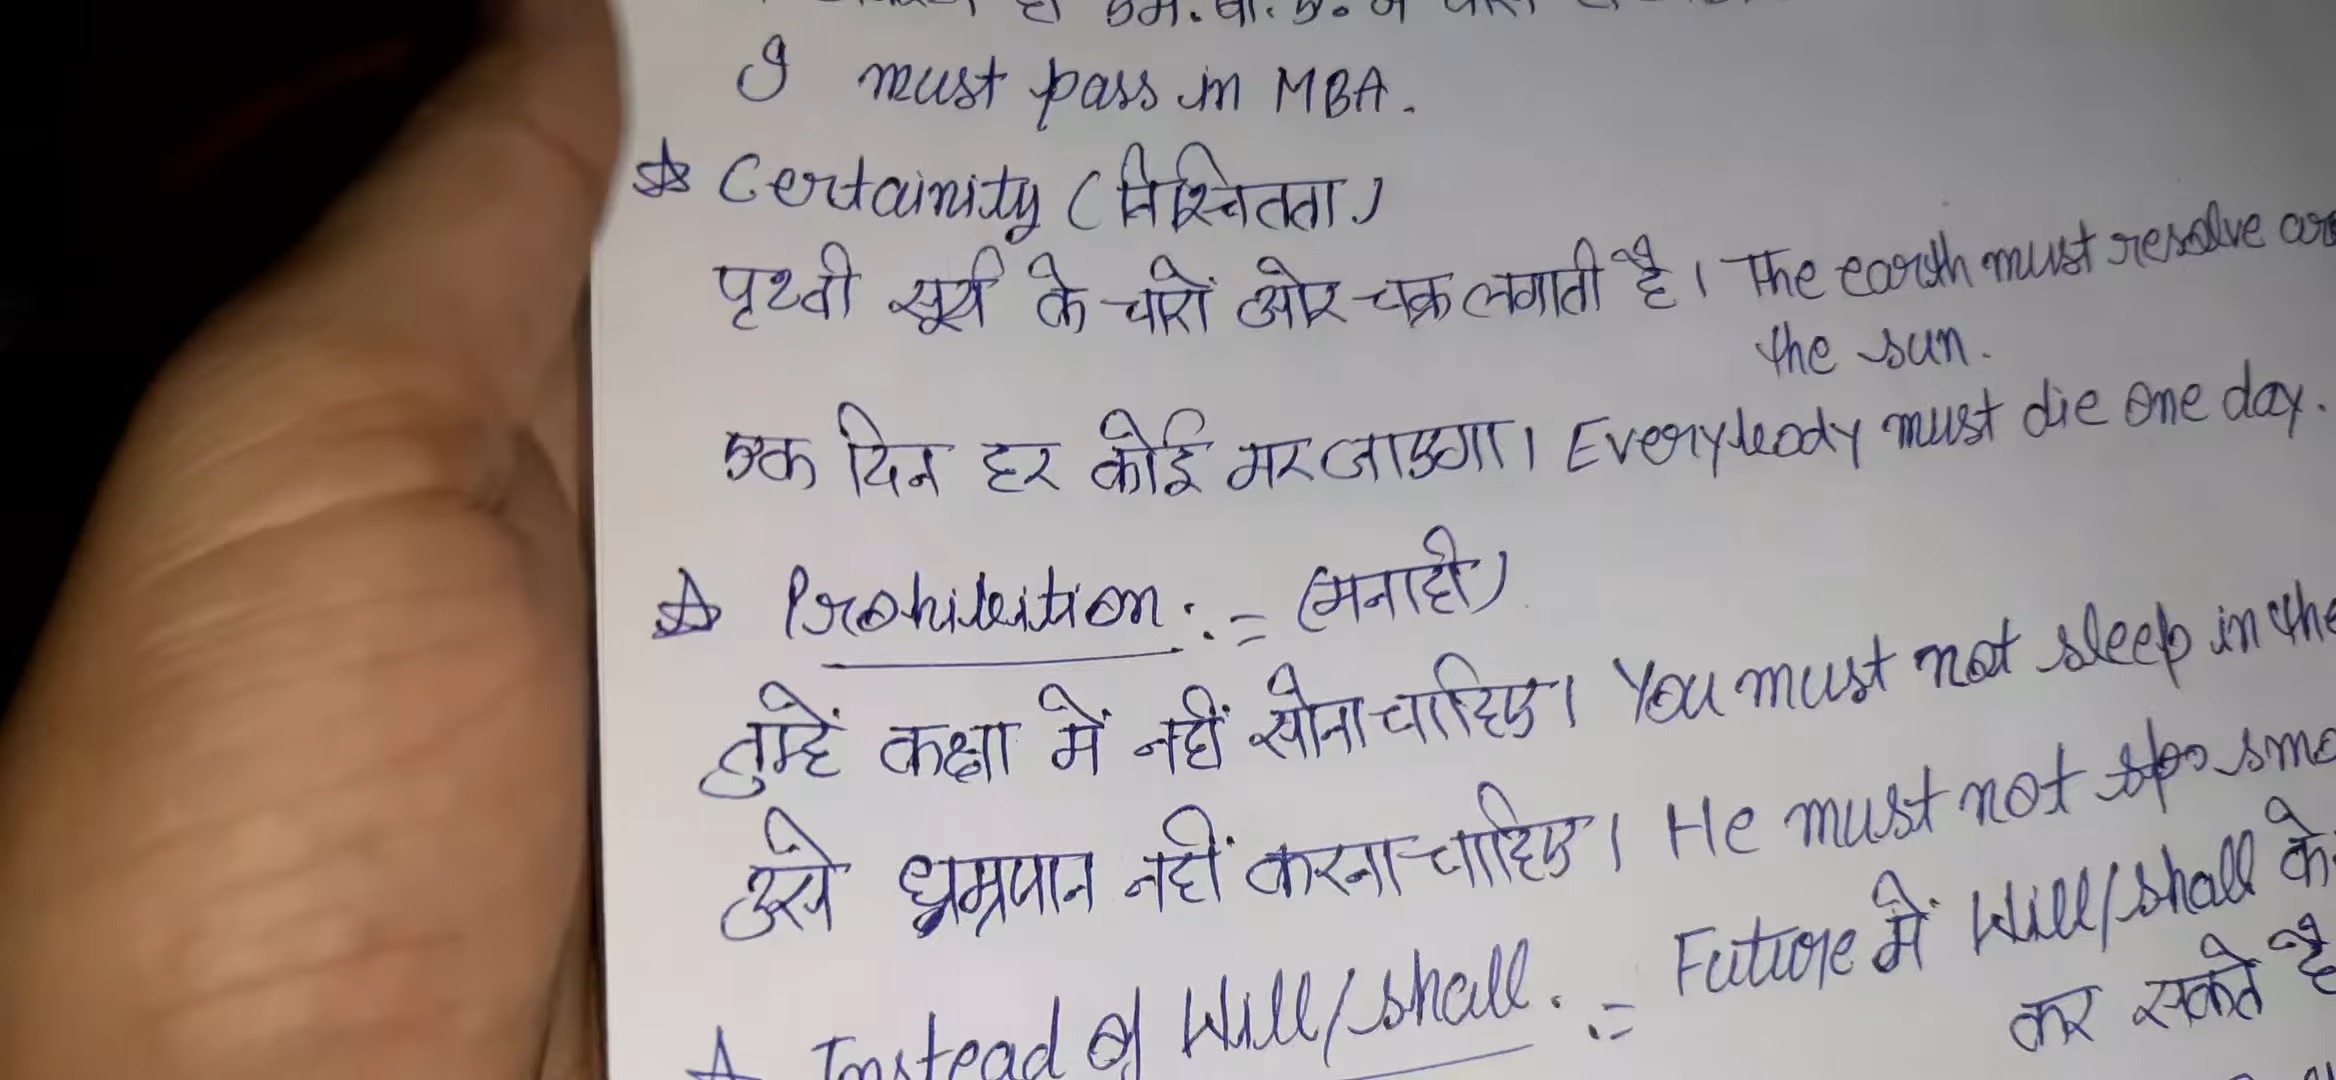 I must pass in MBA.
☆ Certainity (निश्चितता)
पृथ्वी सूर्य के चारों ओर चक्र लगाती है। The earth must resolve
the sun.
एक दिन हर कोई मर जाएगा। Everybody must die one day.
☆ Prohibition := (मनाही)
तुम्हें कक्षा में नहीं सोना चाहिए। You must not sleep in the
उसे ध्रुम्रपान नहीं करना चाहिए। He must not
☆ Instead of Will/shall := Future में Will/shall के
कर सकते है